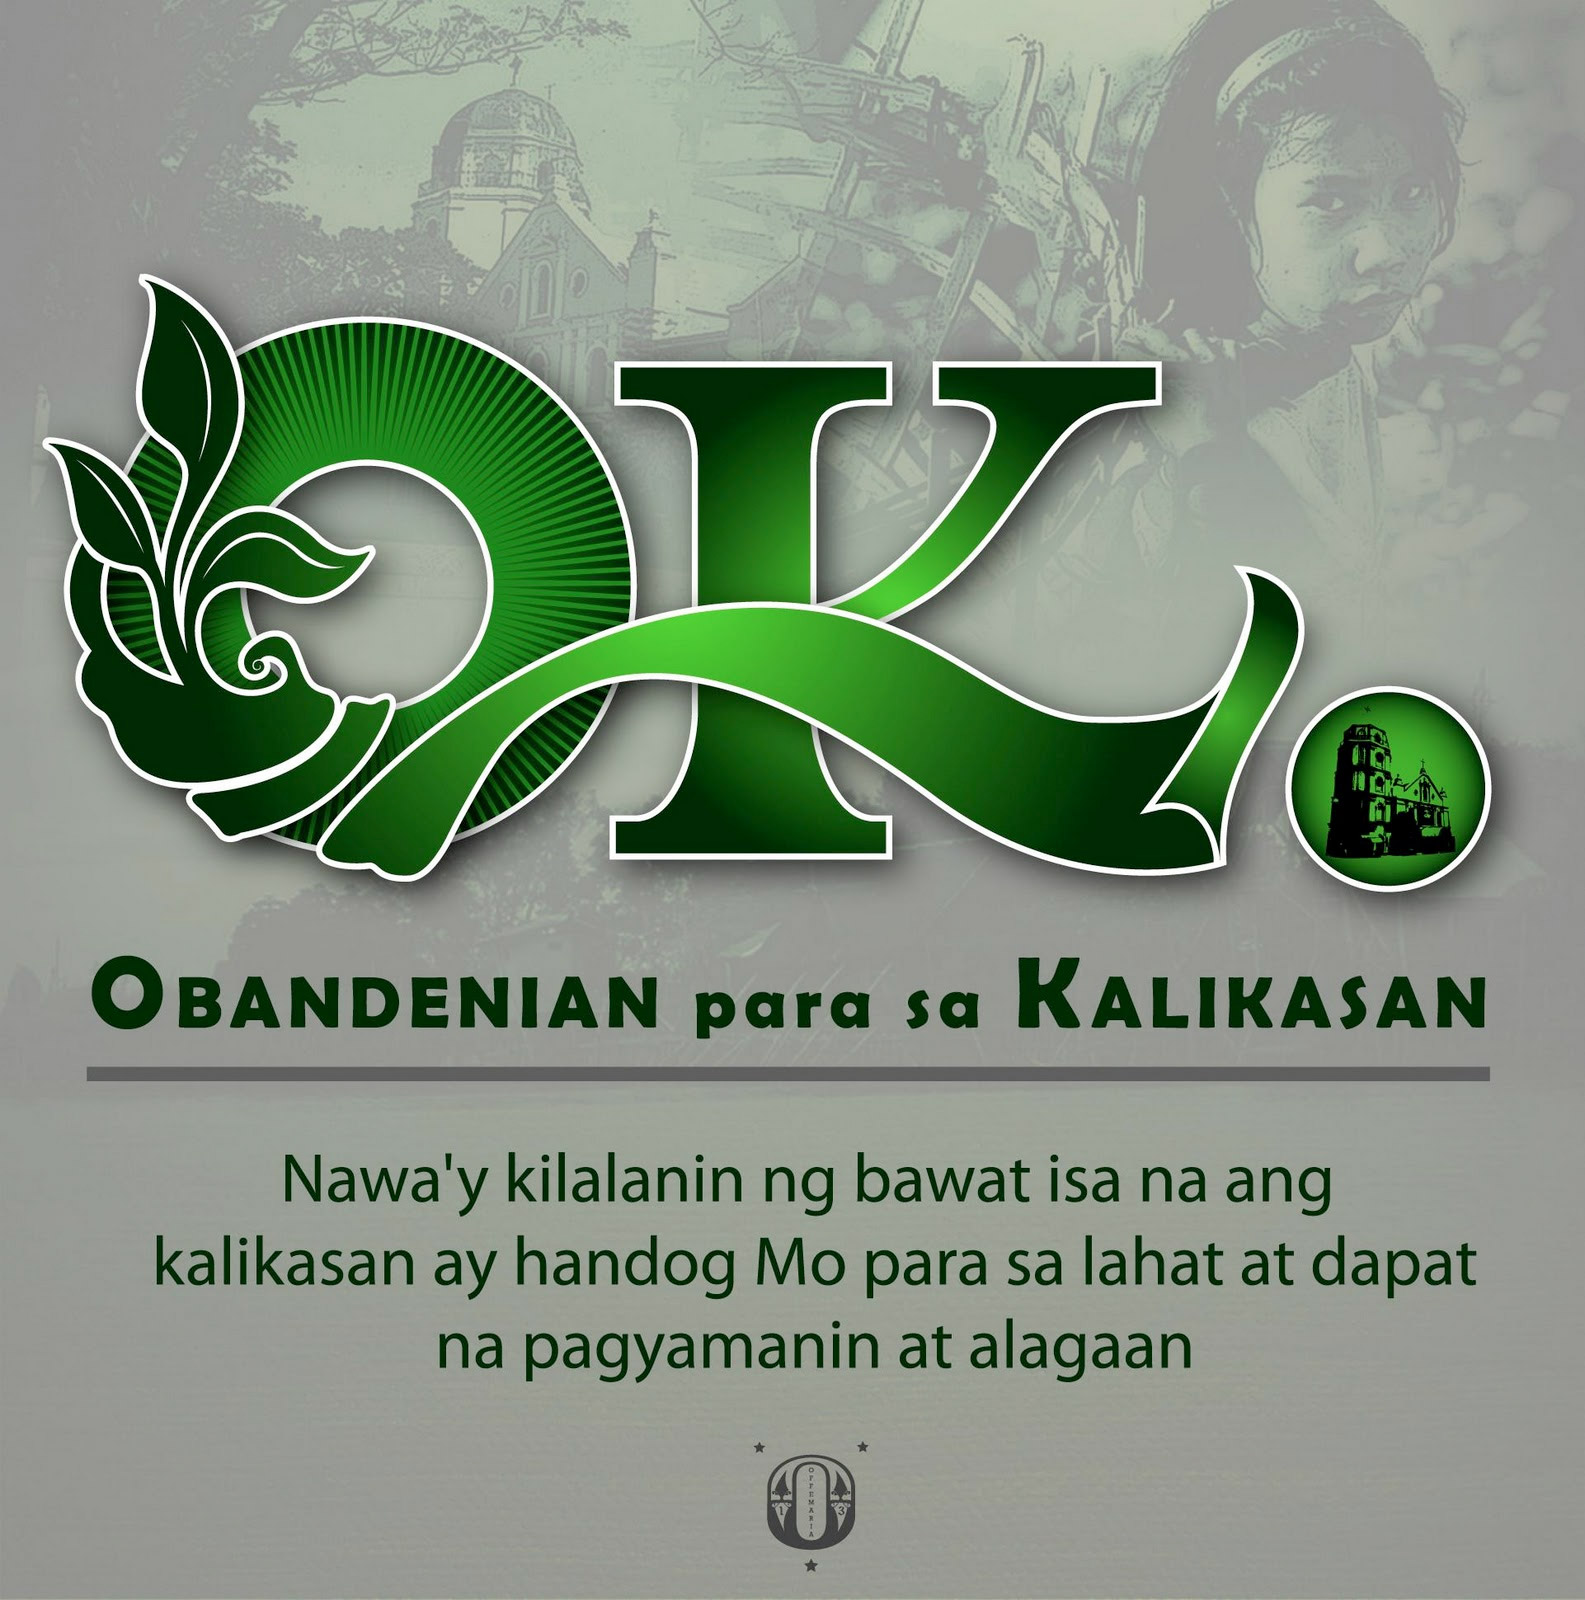 OK.
OBANDENIAN para sa KALIKASAN
Nawa'y kilalanin ng bawat isa na ang
kalikasan ay handog Mo para sa lahat at dapat
na pagyamanin at alagaan
13